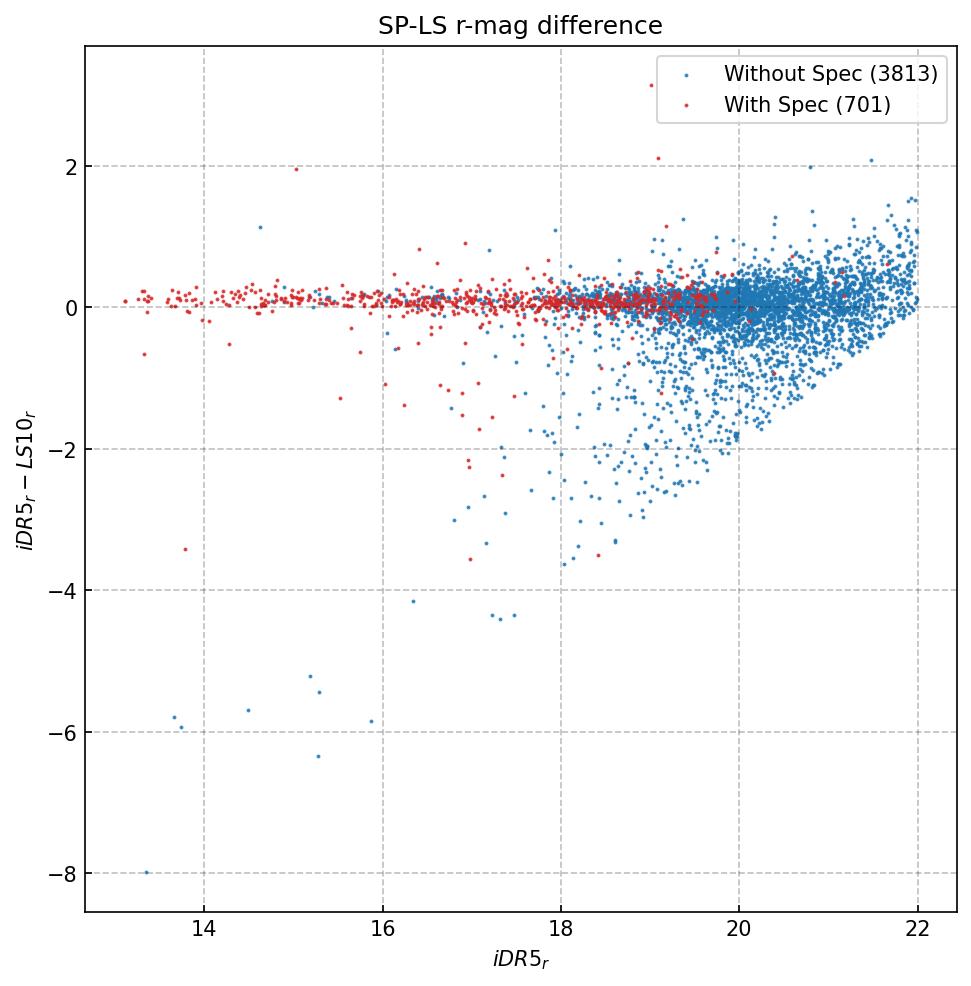 SP-LS r-mag difference
Without Spec (3813)
With Spec (701)
2
0
−2
−4
−6
−8
iDR5r − LS10r
14 16 18 20 22
iDR5r